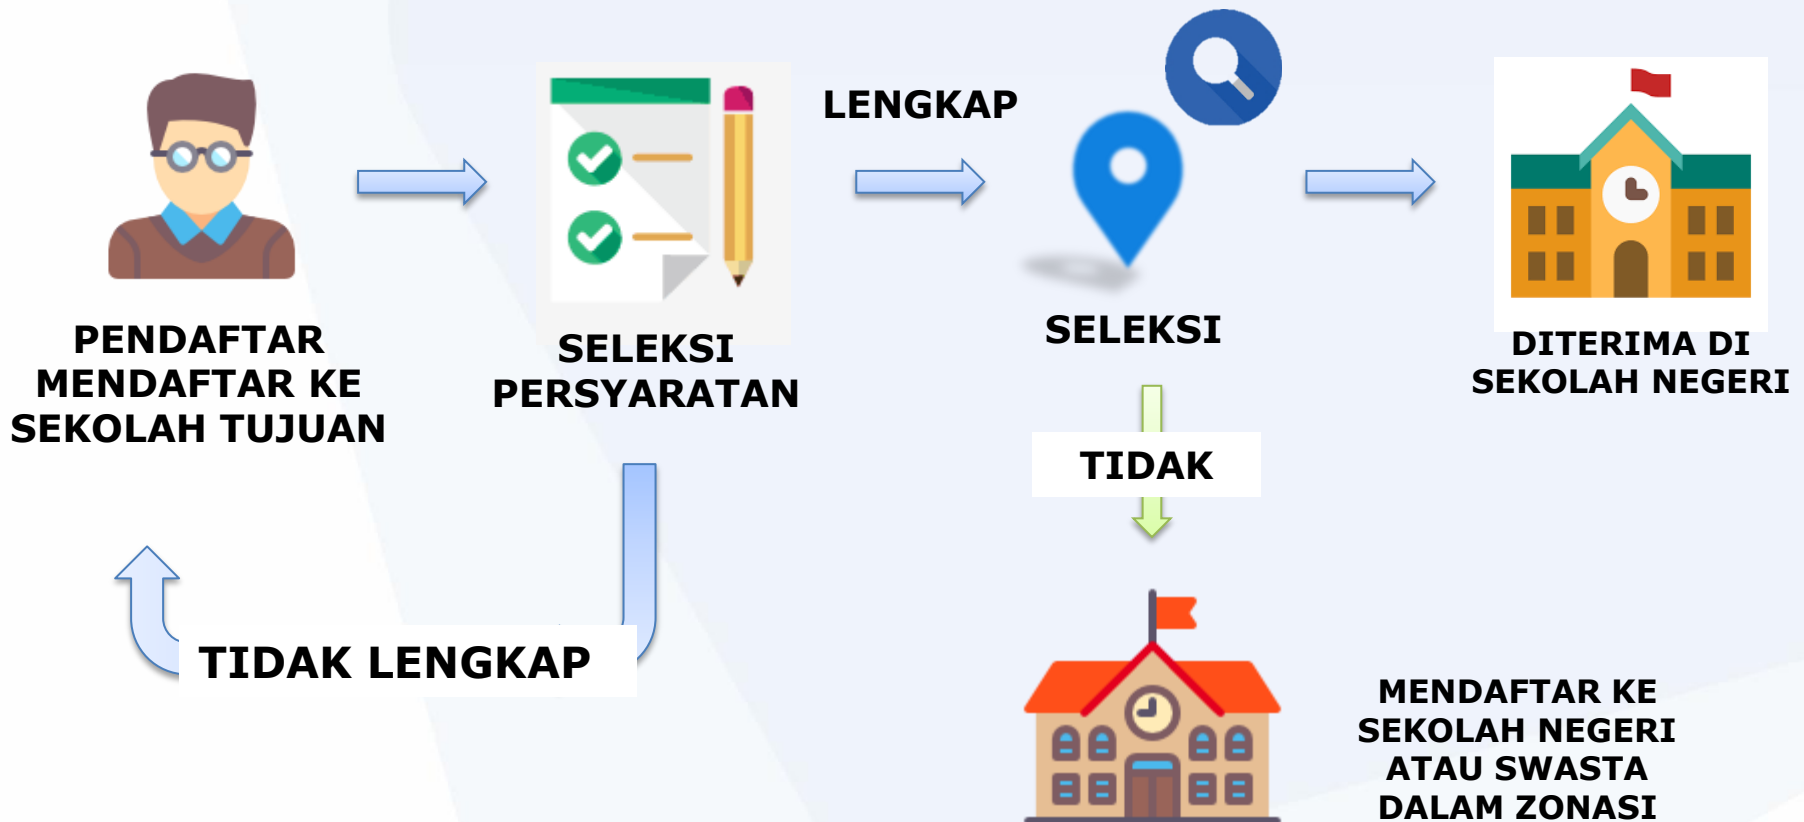 PENDAFTAR
MENDAFTAR KE
SEKOLAH TUJUAN
SELEKSI
PERSYARATAN
LENGKAP
SELEKSI
DITERIMA DI
SEKOLAH NEGERI
TIDAK
TIDAK LENGKAP
MENDAFTAR KE
SEKOLAH NEGERI
ATAU SWASTA
DALAM ZONASI